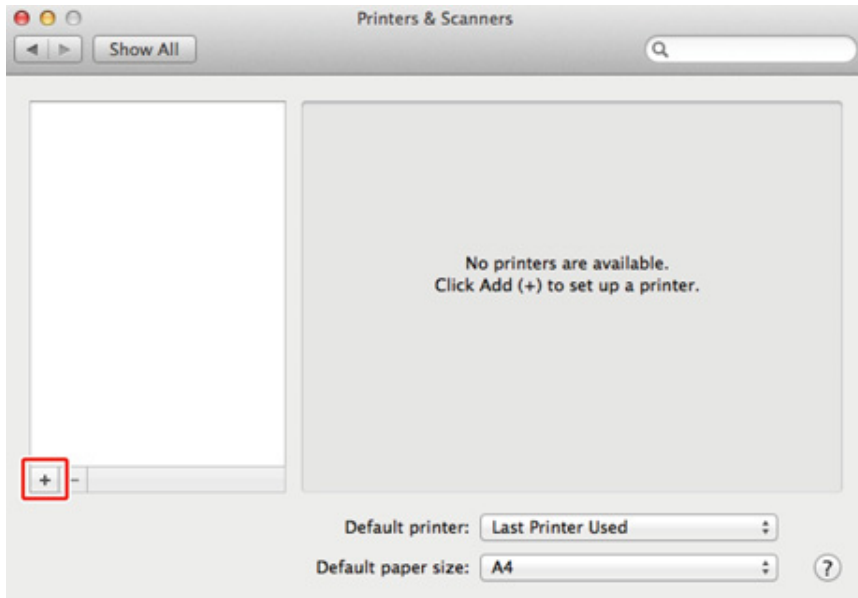 Printers & Scanners
Show All
No printers are available.
Click Add (+) to set up a printer.
+ -
Default printer: Last Printer Used
Default paper size: A4 ?